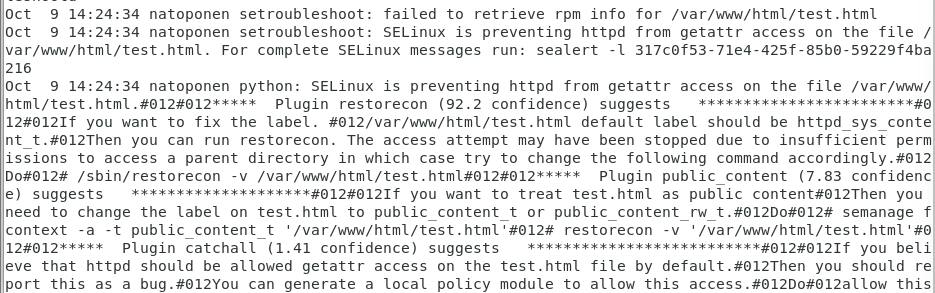 Oct  9 14:24:34 natoponen setroubleshoot: failed to retrieve rpm info for /var/www/html/test.html
Oct  9 14:24:34 natoponen setroubleshoot: SELinux is preventing httpd from getattr access on the file /
var/www/html/test.html. For complete SELinux messages run: sealert -l 317c0f53-71e4-425f-85b0-59229f4ba
216
Oct  9 14:24:34 natoponen python: SELinux is preventing httpd from getattr access on the file /var/www/
html/test.html.#012#012*****  Plugin restorecon (92.2 confidence) suggests   ************************#0
12#012If you want to fix the label. #012/var/www/html/test.html default label should be httpd_sys_conte
nt_t.#012Then you can run restorecon. The access attempt may have been stopped due to insufficient perm
issions to access a parent directory in which case try to change the following command accordingly.#012
Do#012# /sbin/restorecon -v /var/www/html/test.html#012#012*****  Plugin public_content (7.83 confidenc
e) suggests   ********************#012#012If you want to treat test.html as public content#012Then you 
need to change the label on test.html to public_content_t or public_content_rw_t.#012Do#012# semanage f
context -a -t public_content_t '/var/www/html/test.html'#012# restorecon -v '/var/www/html/test.html'#0
12#012*****  Plugin catchall (1.41 confidence) suggests   **************************#012#012If you beli
eve that httpd should be allowed getattr access on the test.html file by default.#012Then you should re
port this as a bug.#012You can generate a local policy module to allow this access.#012Do#012allow this